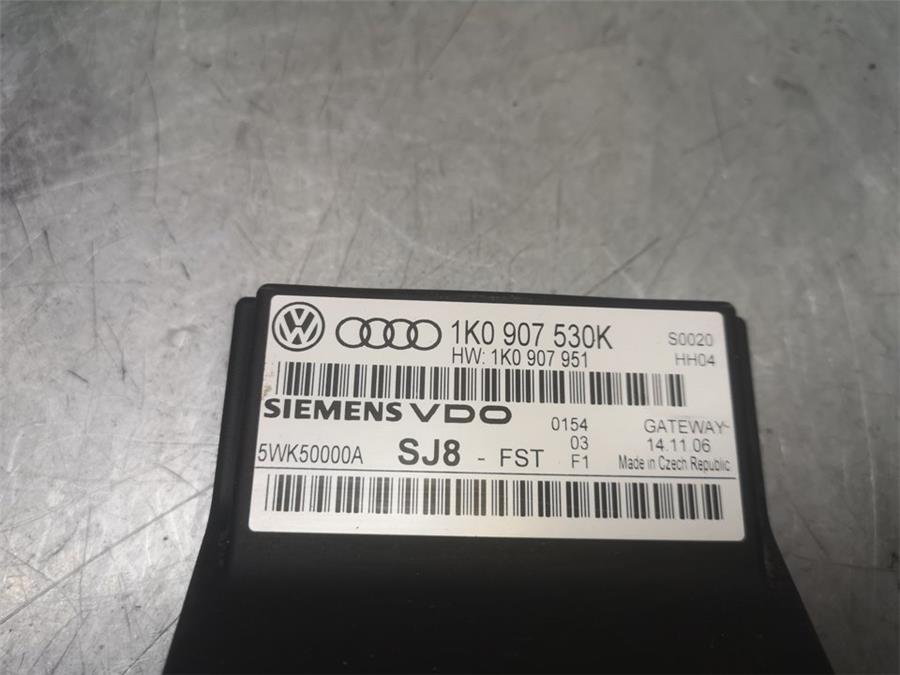 1K0 907 530K S0020
HW: 1K0 907 951 HH04
SIEMENS VDO 0154 GATEWAY
03 14.11.06
5WK50000A SJ8 - FST F1 Made in Czech Republic